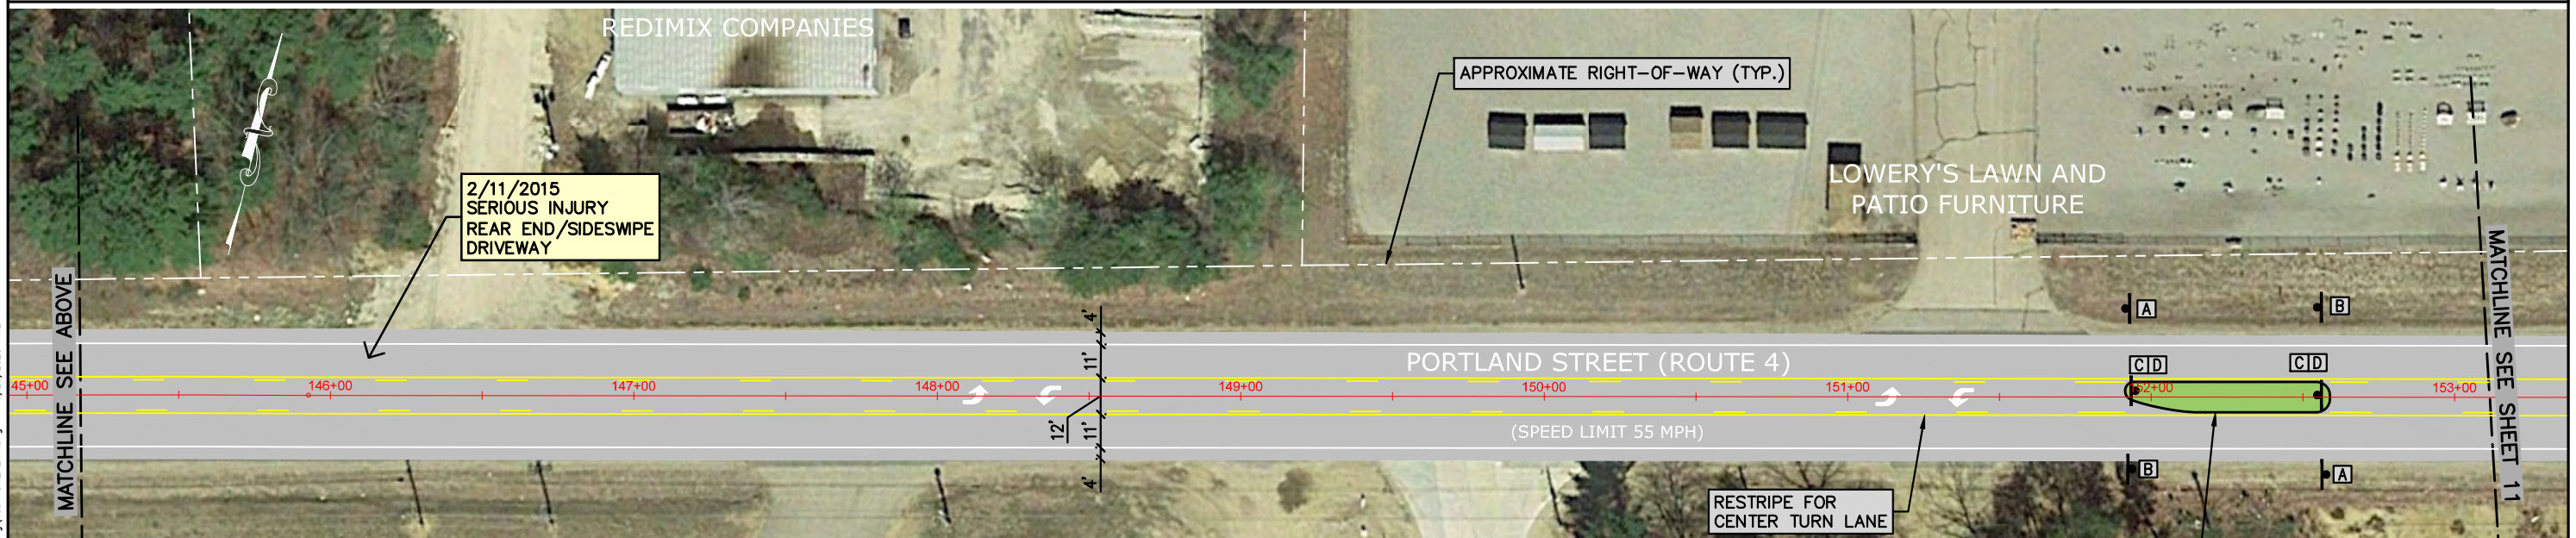 REDIMIX COMPANIES
APPROXIMATE RIGHT-OF-WAY (TYP.)
LOWERY'S LAWN AND
PATIO FURNITURE
2/11/2015
SERIOUS INJURY
REAR END/SIDESWIPE
DRIVEWAY
MATCHLINE SEE ABOVE
MATCHLINE SEE SHEET 11
A
B
4'
11'
PORTLAND STREET (ROUTE 4)
C D
C D
45+00
146+00
147+00
148+00
149+00
150+00
151+00
52+00
153+00
12'
11'
(SPEED LIMIT 55 MPH)
4'
B
A
RESTRIPE FOR
CENTER TURN LANE